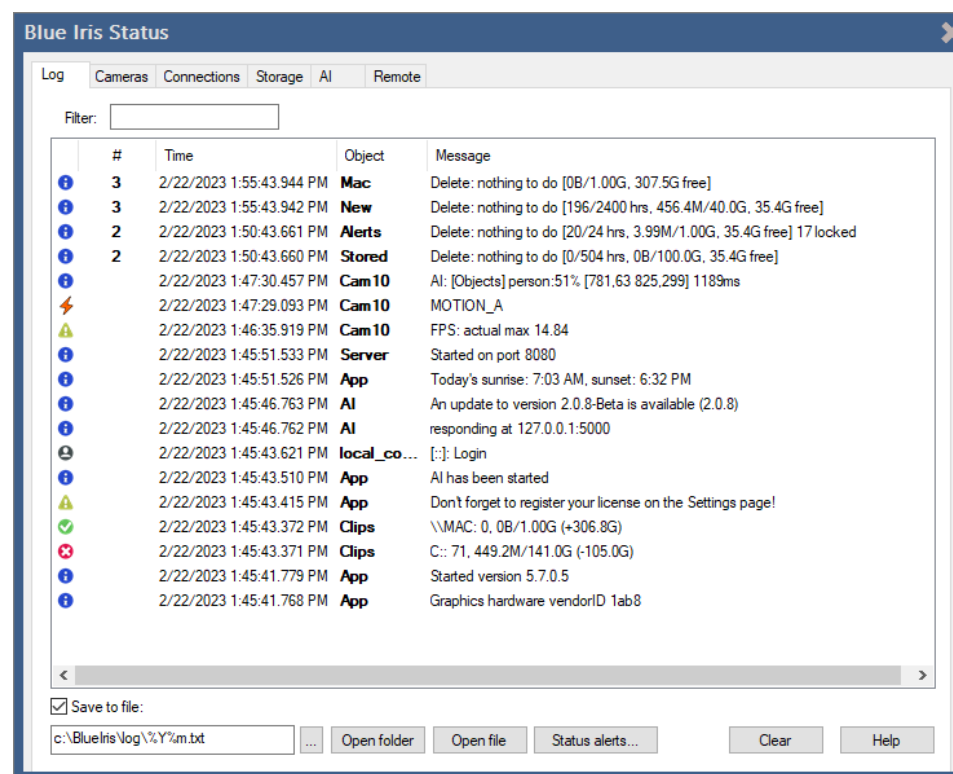 Blue Iris Status
Log Cameras Connections Storage AI Remote
Filter:
# Time Object Message
3 2/22/2023 1:55:43.944 PM Mac Delete: nothing to do [0B/1.00G, 307.5G free]
3 2/22/2023 1:55:43.942 PM New Delete: nothing to do [196/2400 hrs, 456.4M/40.0G, 35.4G free]
2 2/22/2023 1:50:43.661 PM Alerts Delete: nothing to do [20/24 hrs, 3.99M/1.00G, 35.4G free] 17 locked
2 2/22/2023 1:50:43.660 PM Stored Delete: nothing to do [0/504 hrs, 0B/100.0G, 35.4G free]
2/22/2023 1:47:30.457 PM Cam10 AI: [Objects] person:51% [781,63 825,299] 1189ms
2/22/2023 1:47:29.093 PM Cam10 MOTION_A
2/22/2023 1:46:35.919 PM Cam10 FPS: actual max 14.84
2/22/2023 1:45:51.533 PM Server Started on port 8080
2/22/2023 1:45:51.526 PM App Today's sunrise: 7:03 AM, sunset: 6:32 PM
2/22/2023 1:45:46.763 PM AI An update to version 2.0.8-Beta is available (2.0.8)
2/22/2023 1:45:46.762 PM AI responding at 127.0.0.1:5000
2/22/2023 1:45:43.621 PM local_co... [::]: Login
2/22/2023 1:45:43.510 PM App AI has been started
2/22/2023 1:45:43.415 PM App Don't forget to register your license on the Settings page!
2/22/2023 1:45:43.372 PM Clips \\MAC: 0, 0B/1.00G (+306.8G)
2/22/2023 1:45:43.371 PM Clips C:: 71, 449.2M/141.0G (-105.0G)
2/22/2023 1:45:41.779 PM App Started version 5.7.0.5
2/22/2023 1:45:41.768 PM App Graphics hardware vendorID 1ab8
Save to file:
c:\BlueIris\log\%Y%m.txt ... Open folder Open file Status alerts... Clear Help